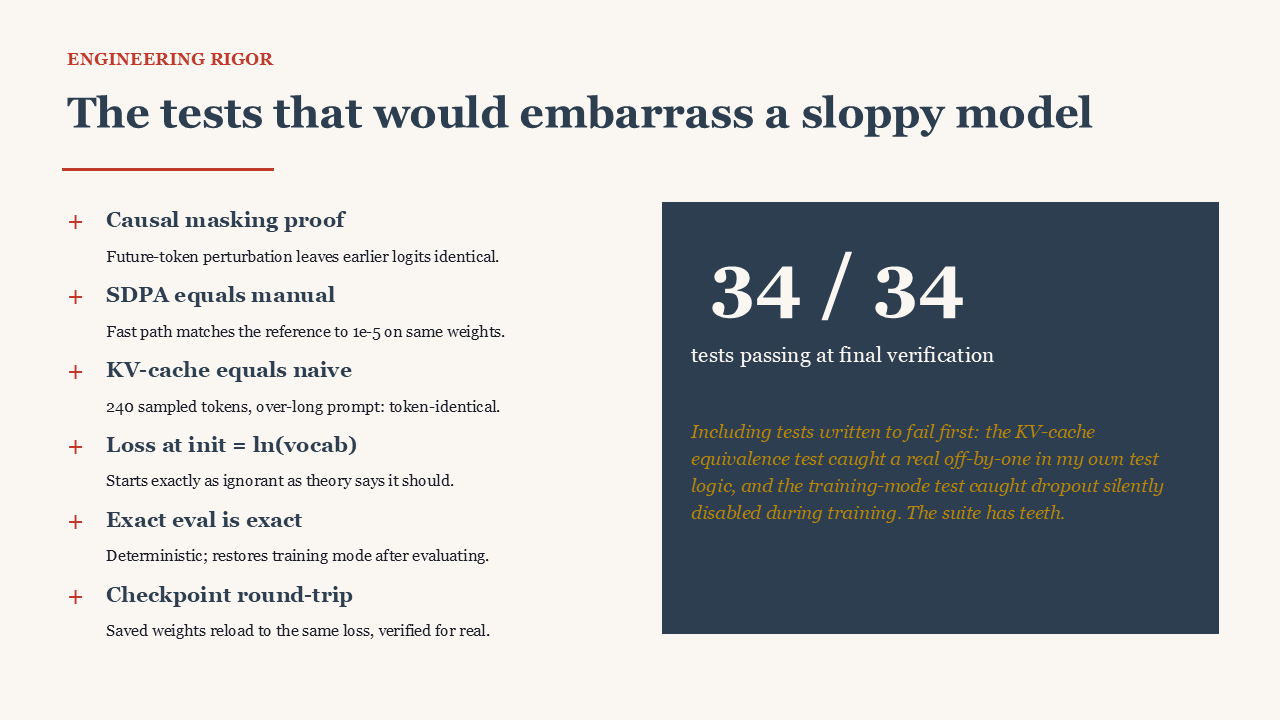 ENGINEERING RIGOR
The tests that would embarrass a sloppy model
+ Causal masking proof
Future-token perturbation leaves earlier logits identical.
+ SDPA equals manual
Fast path matches the reference to 1e-5 on same weights.
+ KV-cache equals naive
240 sampled tokens, over-long prompt: token-identical.
+ Loss at init = ln(vocab)
Starts exactly as ignorant as theory says it should.
+ Exact eval is exact
Deterministic; restores training mode after evaluating.
+ Checkpoint round-trip
Saved weights reload to the same loss, verified for real.
34 / 34
tests passing at final verification
Including tests written to fail first: the KV-cache
equivalence test caught a real off-by-one in my own test
logic, and the training-mode test caught dropout silently
disabled during training. The suite has teeth.